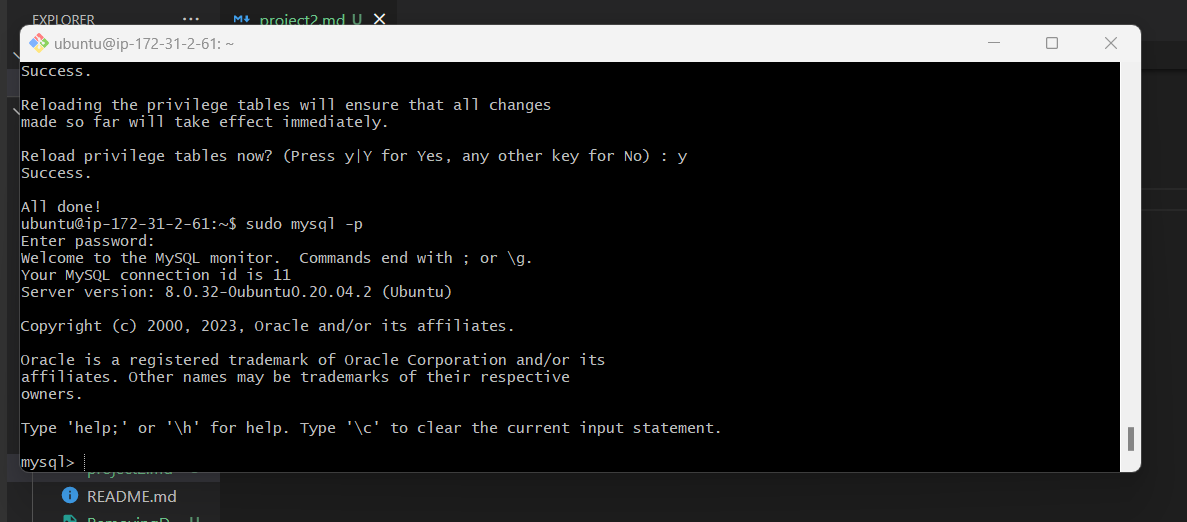 EXPLORER
··· 
project2.md U
ubuntu@ip-172-31-2-61: ~
Success.
Reloading the privilege tables will ensure that all changes
made so far will take effect immediately.
Reload privilege tables now? (Press y|Y for Yes, any other key for No) : y
Success.
All done!
ubuntu@ip-172-31-2-61:~$ sudo mysql -p
Enter password:
Welcome to the MySQL monitor.  Commands end with ; or \g.
Your MySQL connection id is 11
Server version: 8.0.32-0ubuntu0.20.04.2 (Ubuntu)
Copyright (c) 2000, 2023, Oracle and/or its affiliates.
Oracle is a registered trademark of Oracle Corporation and/or its
affiliates. Other names may be trademarks of their respective
owners.
Type 'help;' or '\h' for help. Type '\c' to clear the current input statement.
mysql>
project2.md
README.md